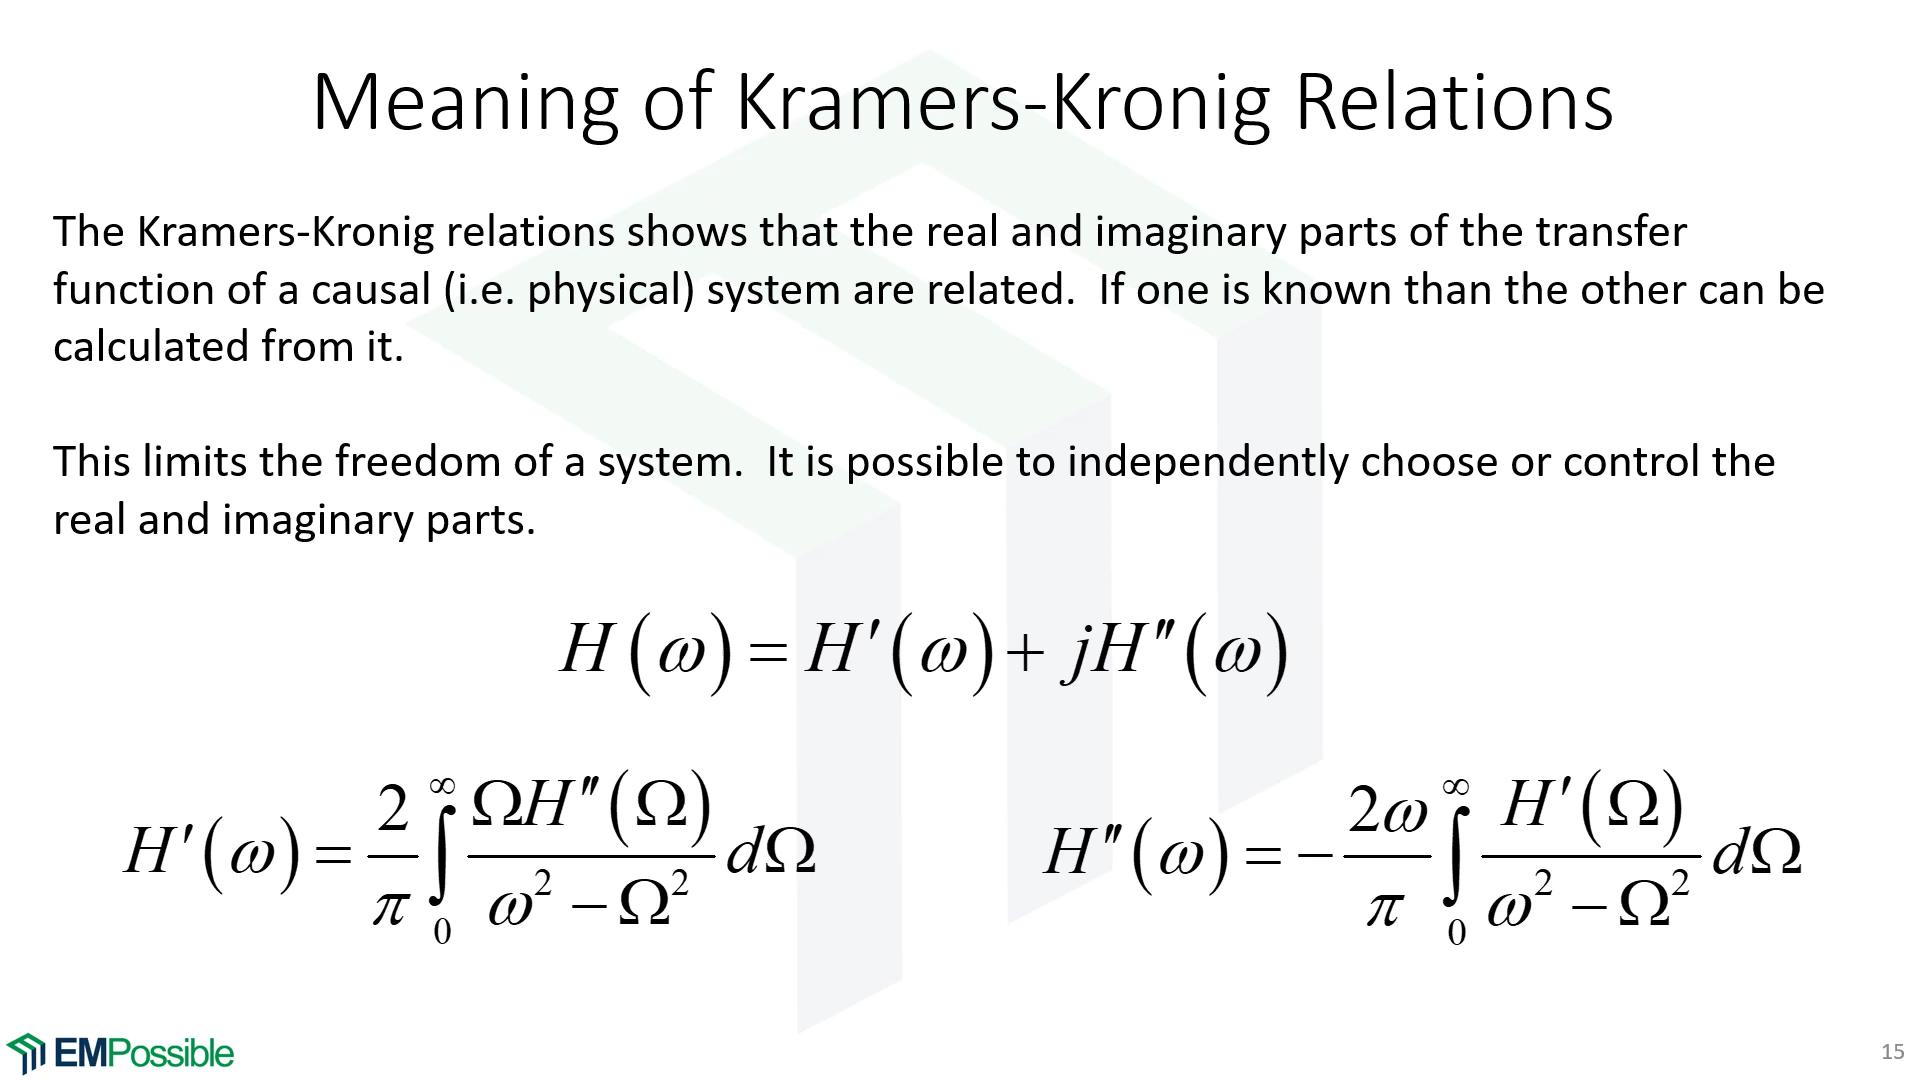 Meaning of Kramers-Kronig Relations
The Kramers-Kronig relations shows that the real and imaginary parts of the transfer
function of a causal (i.e. physical) system are related.  If one is known than the other can be
calculated from it.
This limits the freedom of a system.  It is possible to independently choose or control the
real and imaginary parts.
H(ω) = H′(ω) + jH″(ω)
H′(ω) = 2/π ∫₀^∞ ΩH″(Ω)/(ω² − Ω²) dΩ
H″(ω) = − 2ω/π ∫₀^∞ H′(Ω)/(ω² − Ω²) dΩ
EMPossible
15